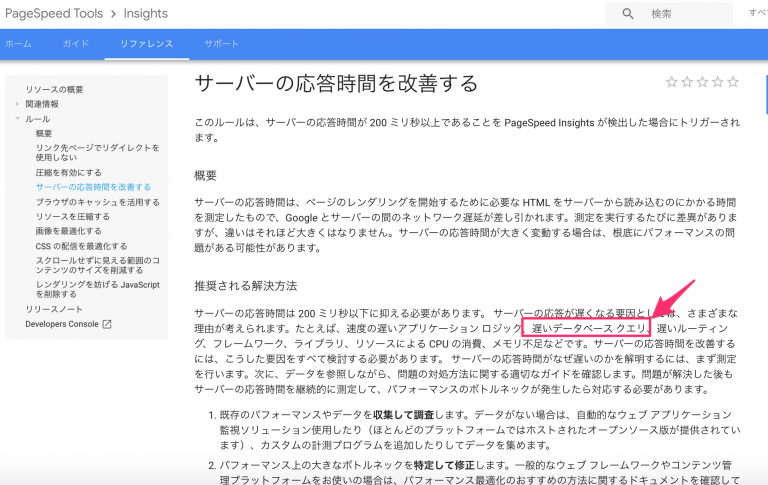 PageSpeed Tools > Insights
検索
すべ
ホーム ガイド リファレンス サポート
リソースの概要
関連情報
ルール
概要
リンク先ページでリダイレクトを
使用しない
圧縮を有効にする
サーバーの応答時間を改善する
ブラウザのキャッシュを活用する
リソースを圧縮する
画像を最適化する
CSS の配信を最適化する
スクロールせずに見える範囲のコ
ンテンツのサイズを削減する
レンダリングを妨げる JavaScript
を削除する
リリースノート
Developers Console
サーバーの応答時間を改善する
このルールは、サーバーの応答時間が 200 ミリ秒以上であることを PageSpeed Insights が検出した場合にトリガーされ
ます。
概要
サーバーの応答時間は、ページのレンダリングを開始するために必要な HTML をサーバーから読み込むのにかかる時間
を測定したもので、Google とサーバーの間のネットワーク遅延が差し引かれます。測定を実行するたびに差異がありま
すが、違いはそれほど大きくはなりません。サーバーの応答時間が大きく変動する場合は、根底にパフォーマンスの問
題がある可能性があります。
推奨される解決方法
サーバーの応答時間は 200 ミリ秒以下に抑える必要があります。 サーバーの応答が遅くなる要因としては、さまざまな
理由が考えられます。たとえば、速度の遅いアプリケーション ロジック、遅いデータベース クエリ、遅いルーティン
グ、フレームワーク、ライブラリ、リソースによる CPU の消費、メモリ不足などです。サーバーの応答時間を改善する
には、こうした要因をすべて検討する必要があります。 サーバーの応答時間がなぜ遅いのかを解明するには、まず測定
を行います。次に、データを参照しながら、問題の対処方法に関する適切なガイドを確認します。問題が解決した後も
サーバーの応答時間を継続的に測定して、パフォーマンスのボトルネックが発生したら対応する必要があります。
1. 既存のパフォーマンスやデータを収集して調査します。データがない場合は、自動的なウェブ アプリケーション
監視ソリューション使用したり（ほとんどのプラットフォームではホストされたオープンソース版が提供されていま
す）、カスタムの計測プログラムを追加したりしてデータを集めます。
2. パフォーマンス上の大きなボトルネックを特定して修正します。一般的なウェブ フレームワークやコンテンツ管
理プラットフォームをお使いの場合は、パフォーマンス最適化のおすすめの方法に関するドキュメントを確認して